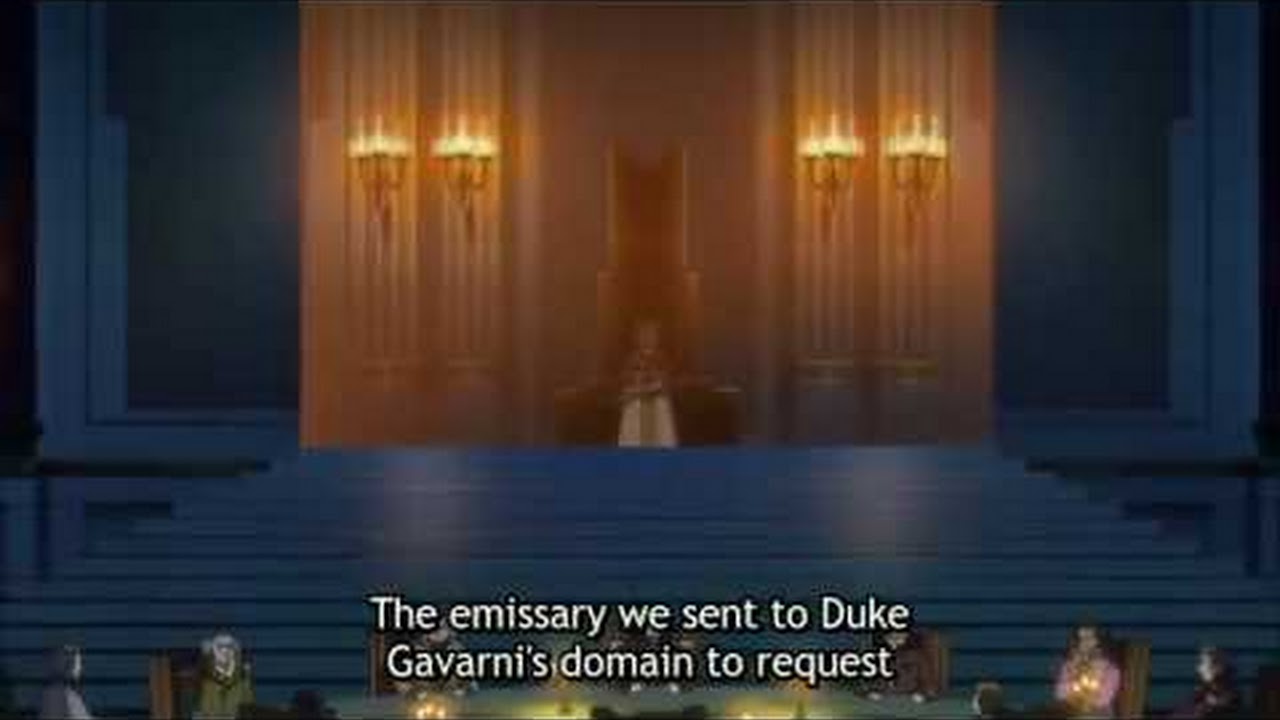 The emissary we sent to Duke
Gavarni's domain to request